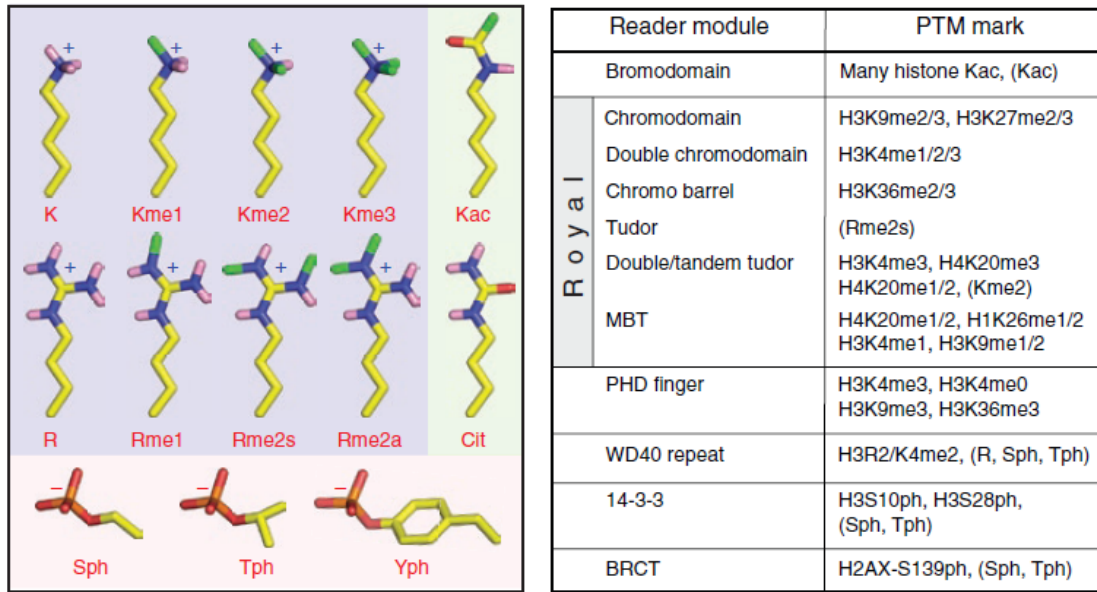 + + + +
K Kme1 Kme2 Kme3 Kac
+ + + +
R Rme1 Rme2s Rme2a Cit
− − −
Sph Tph Yph
Reader module PTM mark
Bromodomain Many histone Kac, (Kac)
Royal
Chromodomain H3K9me2/3, H3K27me2/3
Double chromodomain H3K4me1/2/3
Chromo barrel H3K36me2/3
Tudor (Rme2s)
Double/tandem tudor H3K4me3, H4K20me3
H4K20me1/2, (Kme2)
MBT H4K20me1/2, H1K26me1/2
H3K4me1, H3K9me1/2
PHD finger H3K4me3, H3K4me0
H3K9me3, H3K36me3
WD40 repeat H3R2/K4me2, (R, Sph, Tph)
14-3-3 H3S10ph, H3S28ph,
(Sph, Tph)
BRCT H2AX-S139ph, (Sph, Tph)